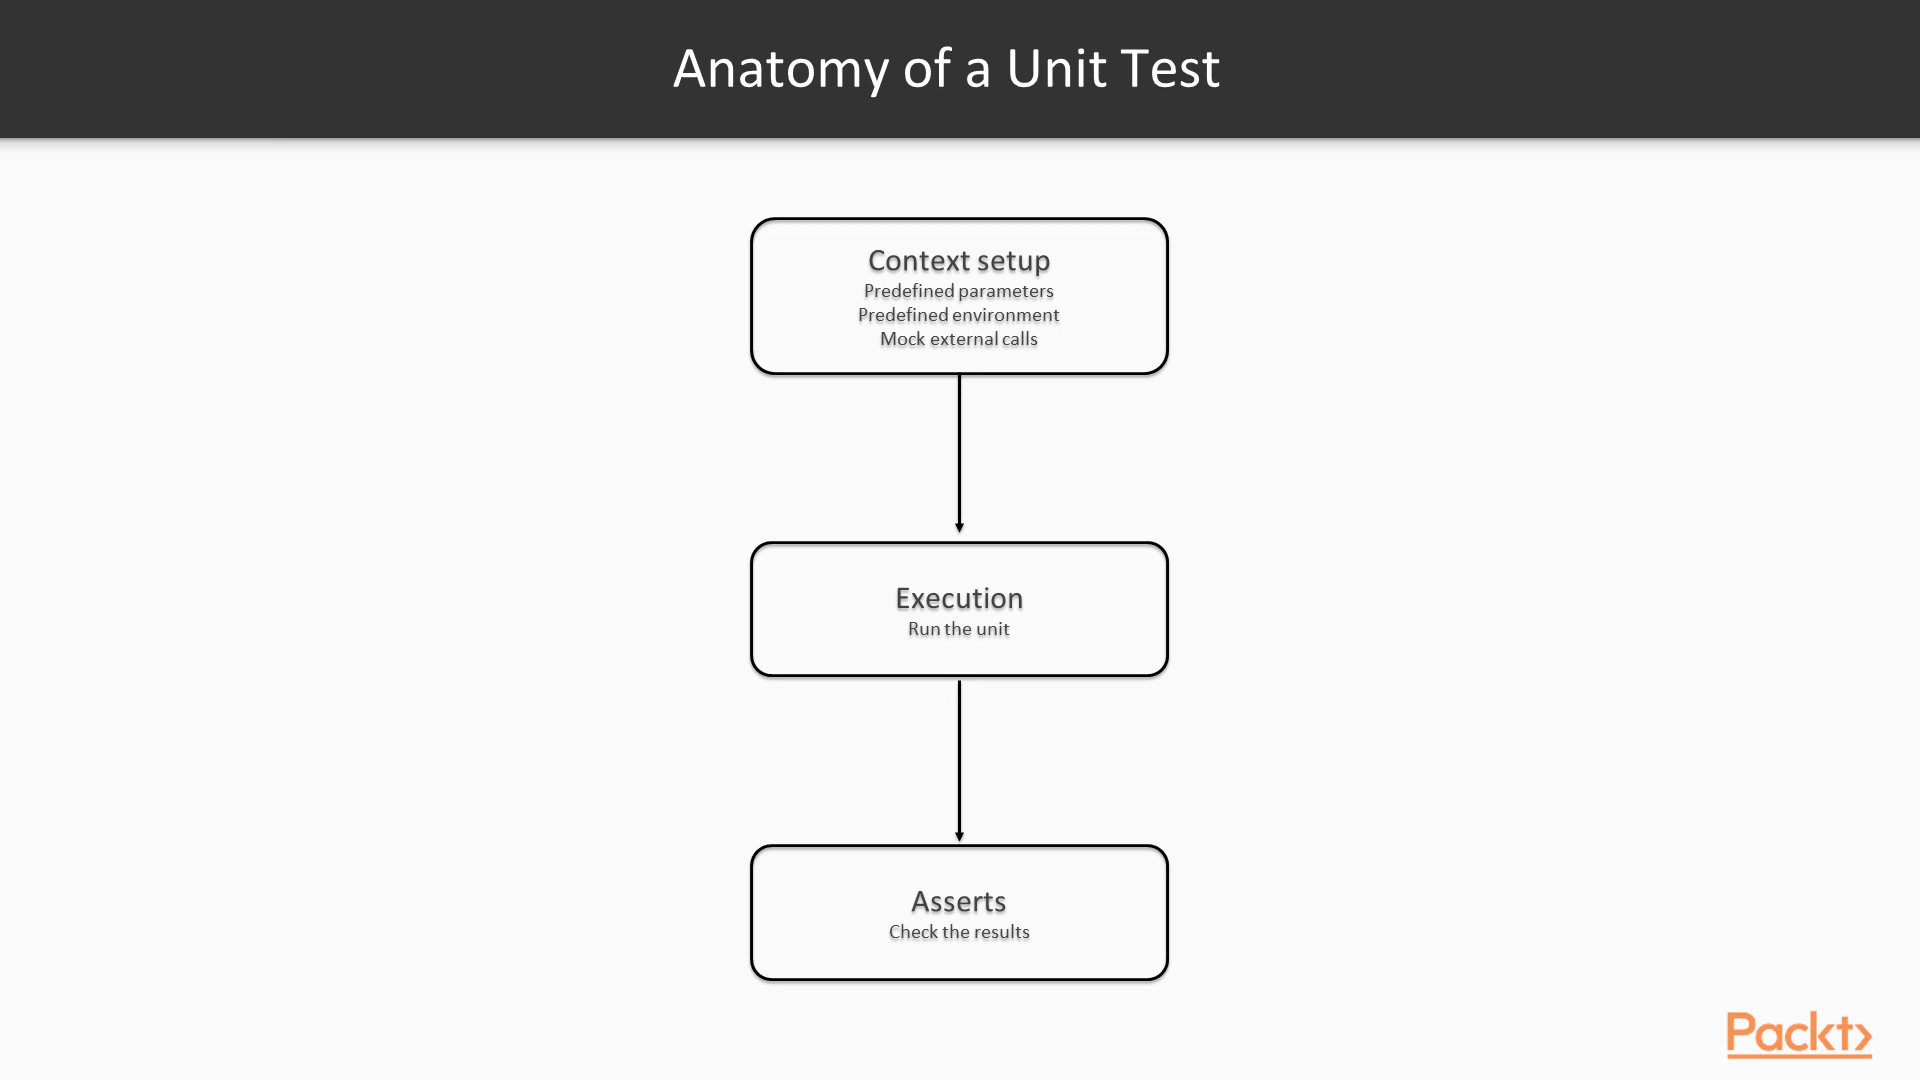 Anatomy of a Unit Test
Context setup
Predefined parameters
Predefined environment
Mock external calls
Execution
Run the unit
Asserts
Check the results
Packt>